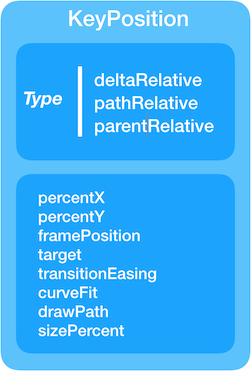 KeyPosition
deltaRelative
Type pathRelative
parentRelative
percentX
percentY
framePosition
target
transitionEasing
curveFit
drawPath
sizePercent